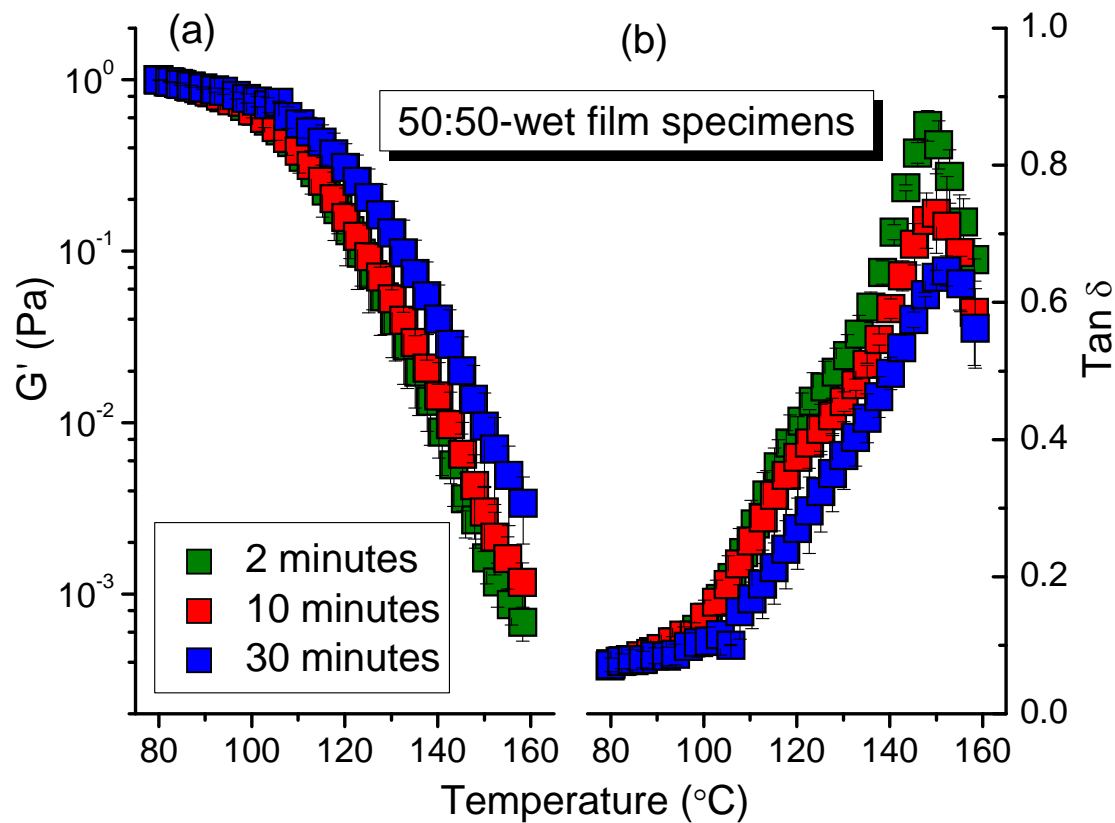 (a)
(b)
50:50-wet film specimens
G' (Pa)
10⁰
10⁻¹
10⁻²
10⁻³
1.0
0.8
0.6
0.4
0.2
0.0
Tan δ
2 minutes
10 minutes
30 minutes
80 100 120 140 160 80 100 120 140 160
Temperature (°C)